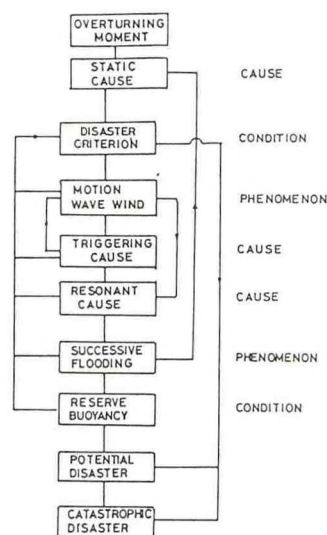 OVERTURNING
MOMENT
STATIC
CAUSE
CAUSE
DISASTER
CRITERION
CONDITION
MOTION
WAVE WIND
PHENOMENON
TRIGGERING
CAUSE
CAUSE
RESONANT
CAUSE
CAUSE
SUCCESSIVE
FLOODING
PHENOMENON
RESERVE
BUOYANCY
CONDITION
POTENTIAL
DISASTER
CATASTROPHIC
DISASTER